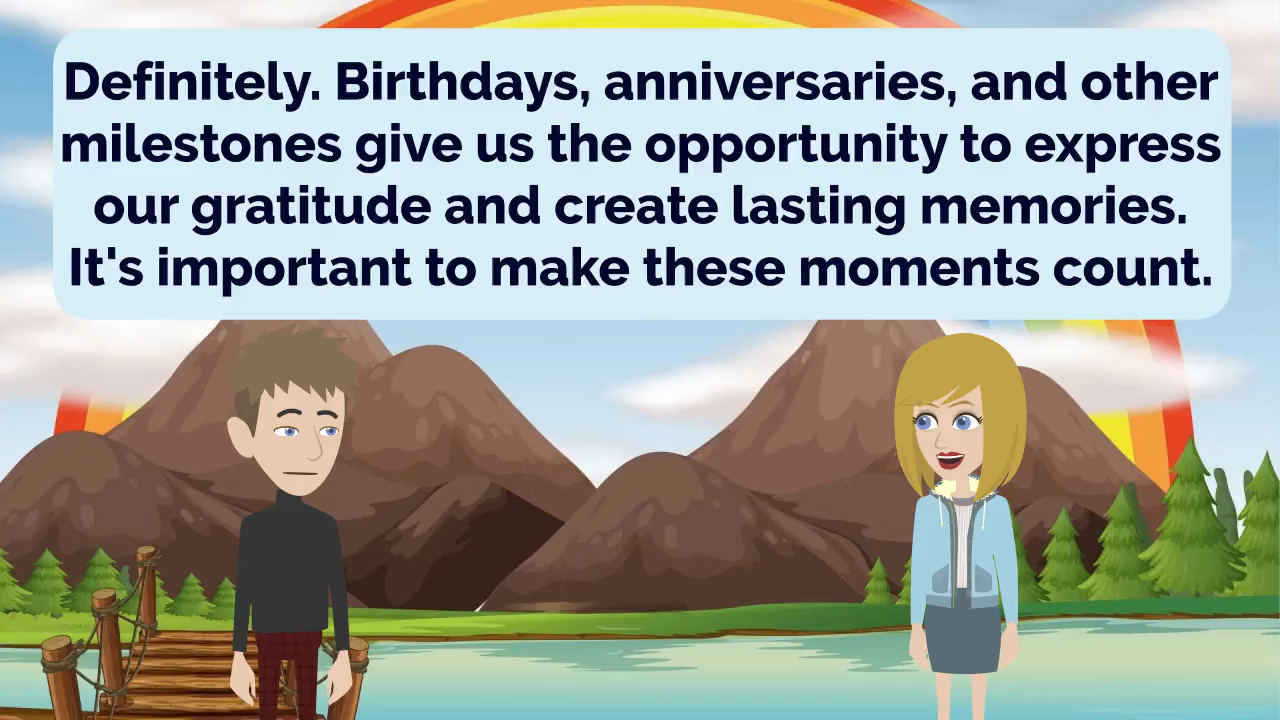 Definitely. Birthdays, anniversaries, and other
milestones give us the opportunity to express
our gratitude and create lasting memories.
It's important to make these moments count.